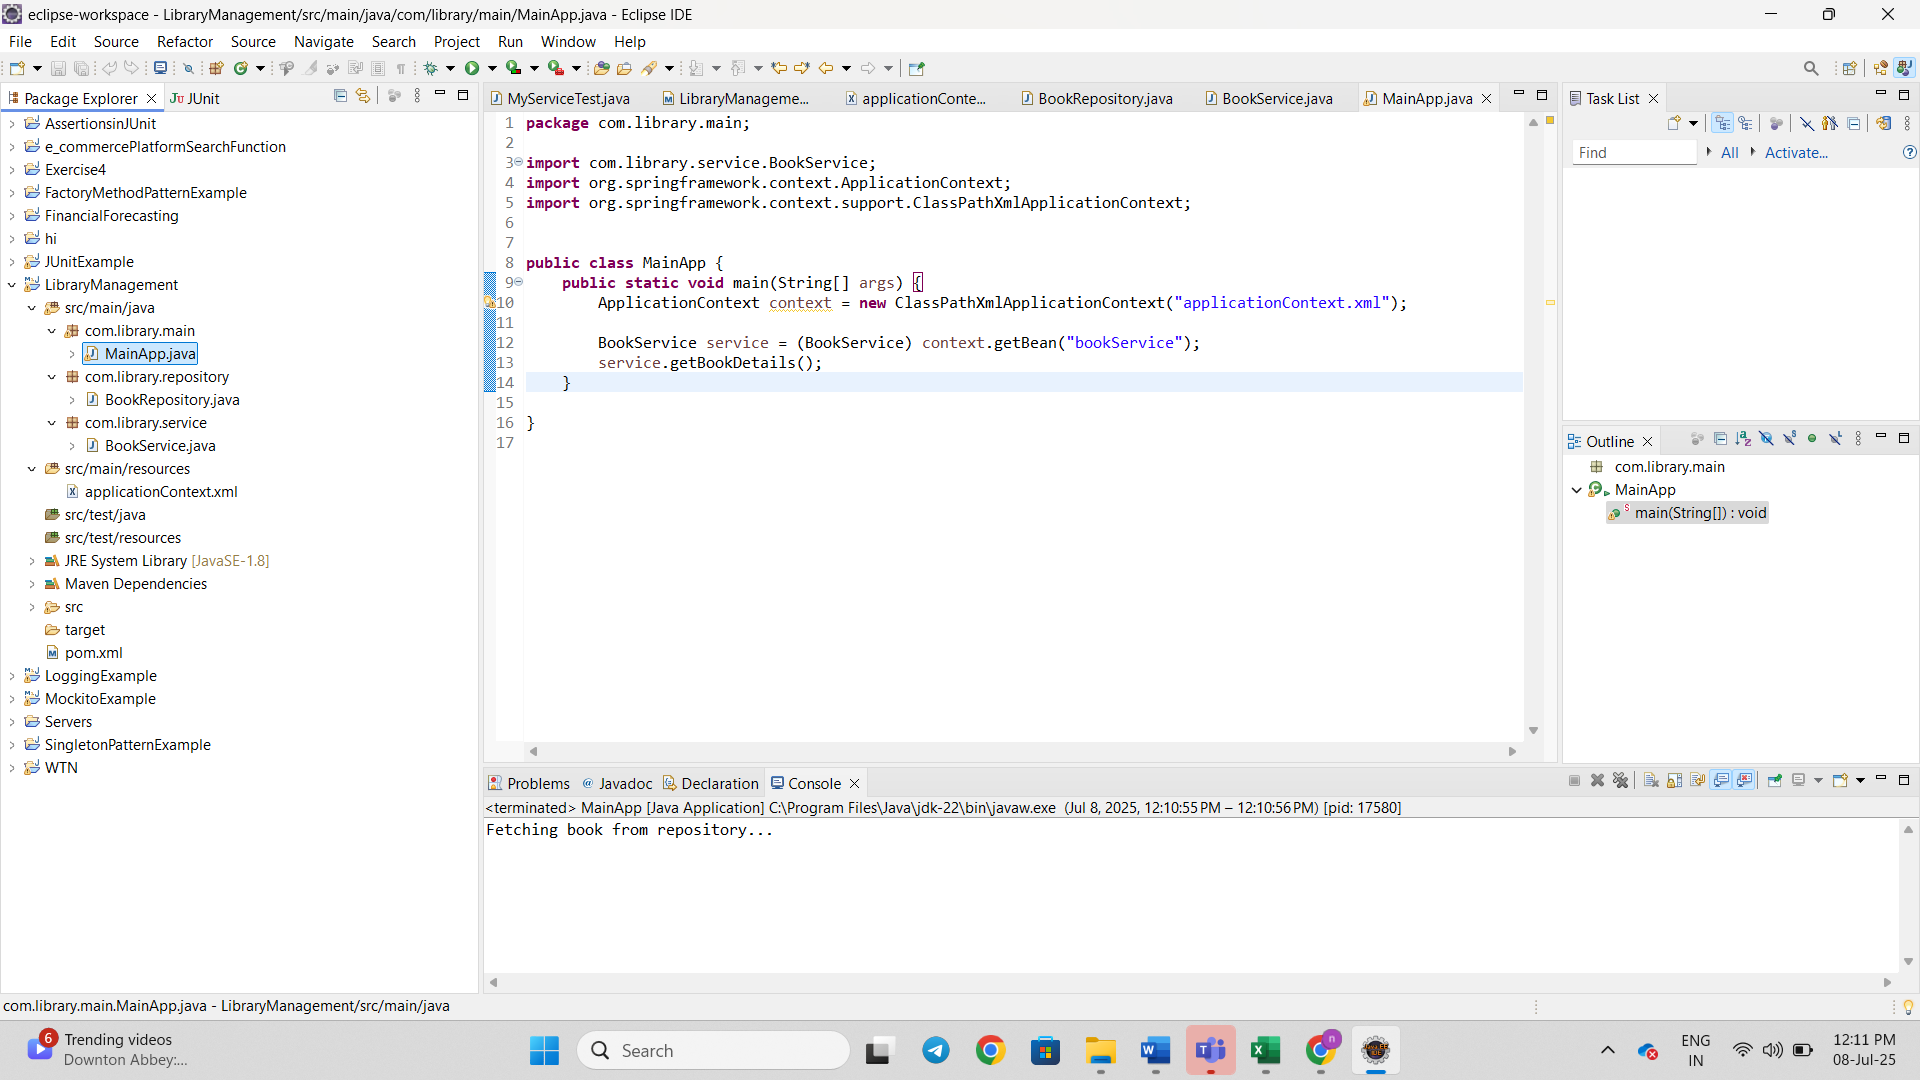 eclipse-workspace - LibraryManagement/src/main/java/com/library/main/MainApp.java - Eclipse IDE
File Edit Source Refactor Source Navigate Search Project Run Window Help
Package Explorer
JUnit
AssertionsinJUnit
e_commercePlatformSearchFunction
Exercise4
FactoryMethodPatternExample
FinancialForecasting
hi
JUnitExample
LibraryManagement
src/main/java
com.library.main
MainApp.java
com.library.repository
BookRepository.java
com.library.service
BookService.java
src/main/resources
applicationContext.xml
src/test/java
src/test/resources
JRE System Library [JavaSE-1.8]
Maven Dependencies
src
target
pom.xml
LoggingExample
MockitoExample
Servers
SingletonPatternExample
WTN
MyServiceTest.java LibraryManageme... applicationConte... BookRepository.java BookService.java MainApp.java
1 package com.library.main;
2
3 import com.library.service.BookService;
4 import org.springframework.context.ApplicationContext;
5 import org.springframework.context.support.ClassPathXmlApplicationContext;
6
7
8 public class MainApp {
9 public static void main(String[] args) {
10 ApplicationContext context = new ClassPathXmlApplicationContext("applicationContext.xml");
11
12 BookService service = (BookService) context.getBean("bookService");
13 service.getBookDetails();
14 }
15
16 }
17
Task List
Find All Activate...
Outline
com.library.main
MainApp
main(String[]) : void
Problems Javadoc Declaration Console
<terminated> MainApp [Java Application] C:\Program Files\Java\jdk-22\bin\javaw.exe (Jul 8, 2025, 12:10:55 PM – 12:10:56 PM) [pid: 17580]
Fetching book from repository...
com.library.main.MainApp.java - LibraryManagement/src/main/java
6
Trending videos
Downton Abbey:...
Search
ENG
IN
12:11 PM
08-Jul-25